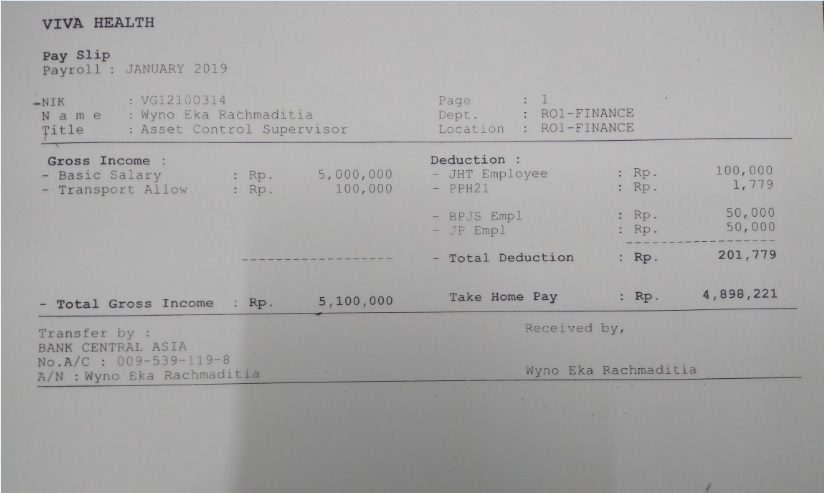 VIVA HEALTH
Pay Slip
Payroll : JANUARY 2019
NIK : VG12100314 Page : 1
N a m e : Wyno Eka Rachmaditia Dept. : RO1-FINANCE
Title : Asset Control Supervisor Location : RO1-FINANCE
Gross Income : Deduction :
- Basic Salary : Rp. 5,000,000 - JHT Employee : Rp. 100,000
- Transport Allow : Rp. 100,000 - PPH21 : Rp. 1,779
- BPJS Empl : Rp. 50,000
- JP Empl : Rp. 50,000
- Total Deduction : Rp. 201,779
- Total Gross Income : Rp. 5,100,000 Take Home Pay : Rp. 4,898,221
Transfer by : Received by,
BANK CENTRAL ASIA
No.A/C : 009-539-119-8
A/N : Wyno Eka Rachmaditia Wyno Eka Rachmaditia